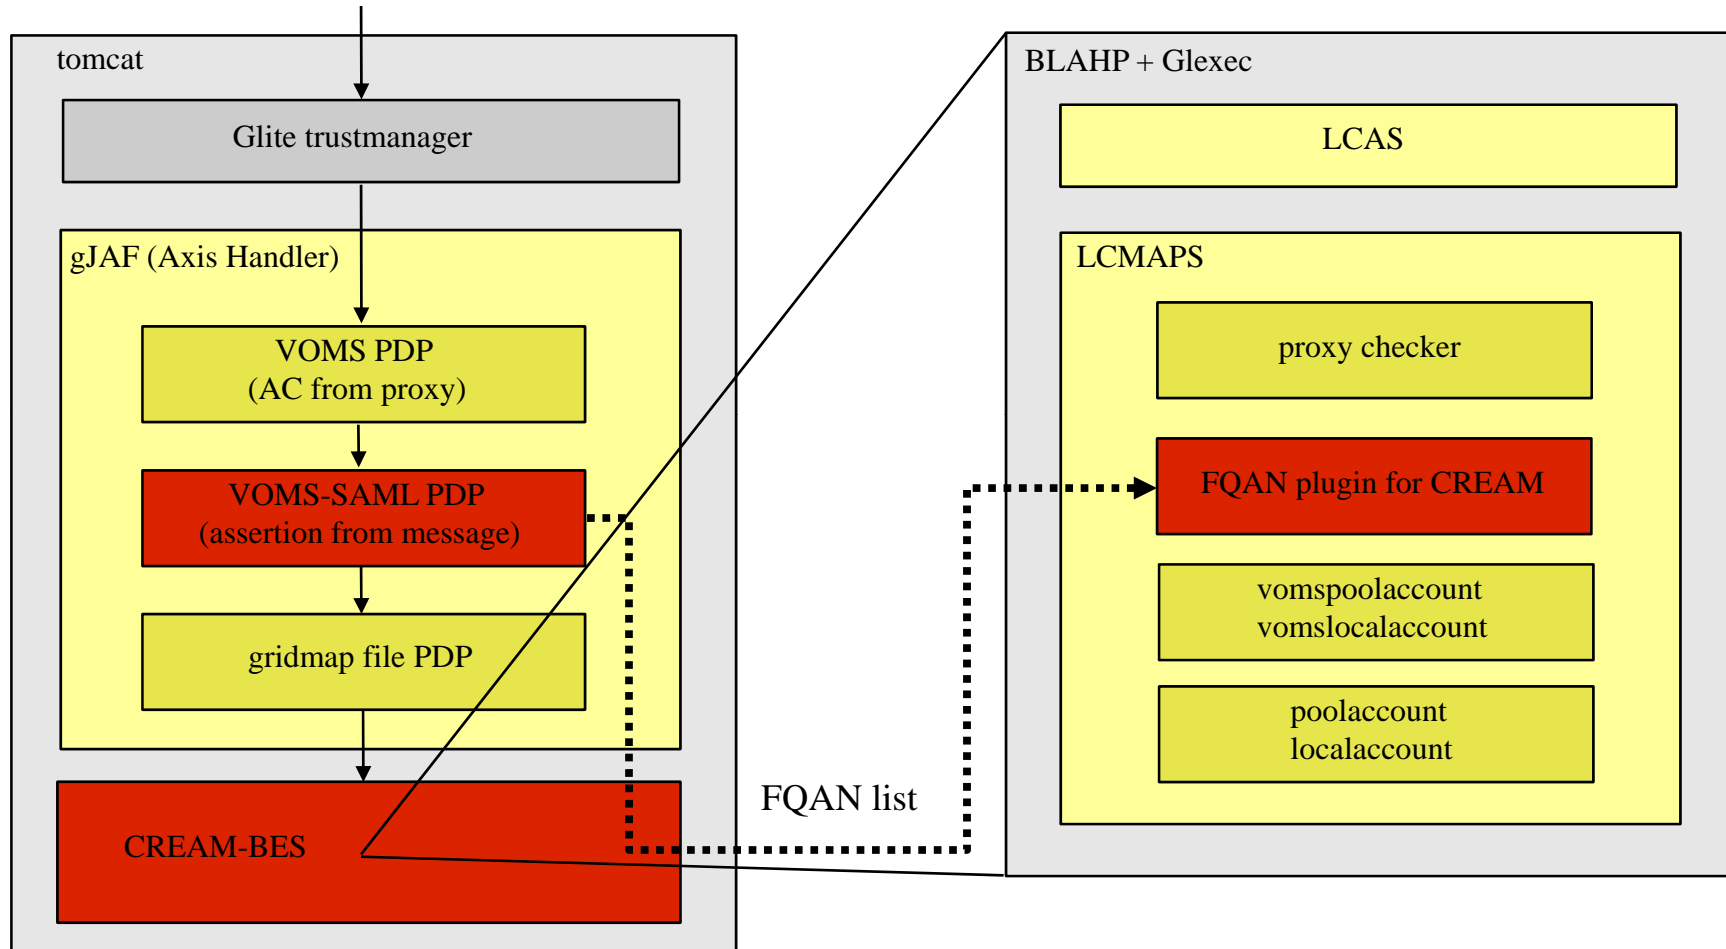 tomcat
Glite trustmanager
gJAF (Axis Handler)
VOMS PDP
(AC from proxy)
VOMS-SAML PDP
(assertion from message)
gridmap file PDP
CREAM-BES
FQAN list
BLAHP + Glexec
LCAS
LCMAPS
proxy checker
FQAN plugin for CREAM
vomspoolaccount
vomslocalaccount
poolaccount
localaccount